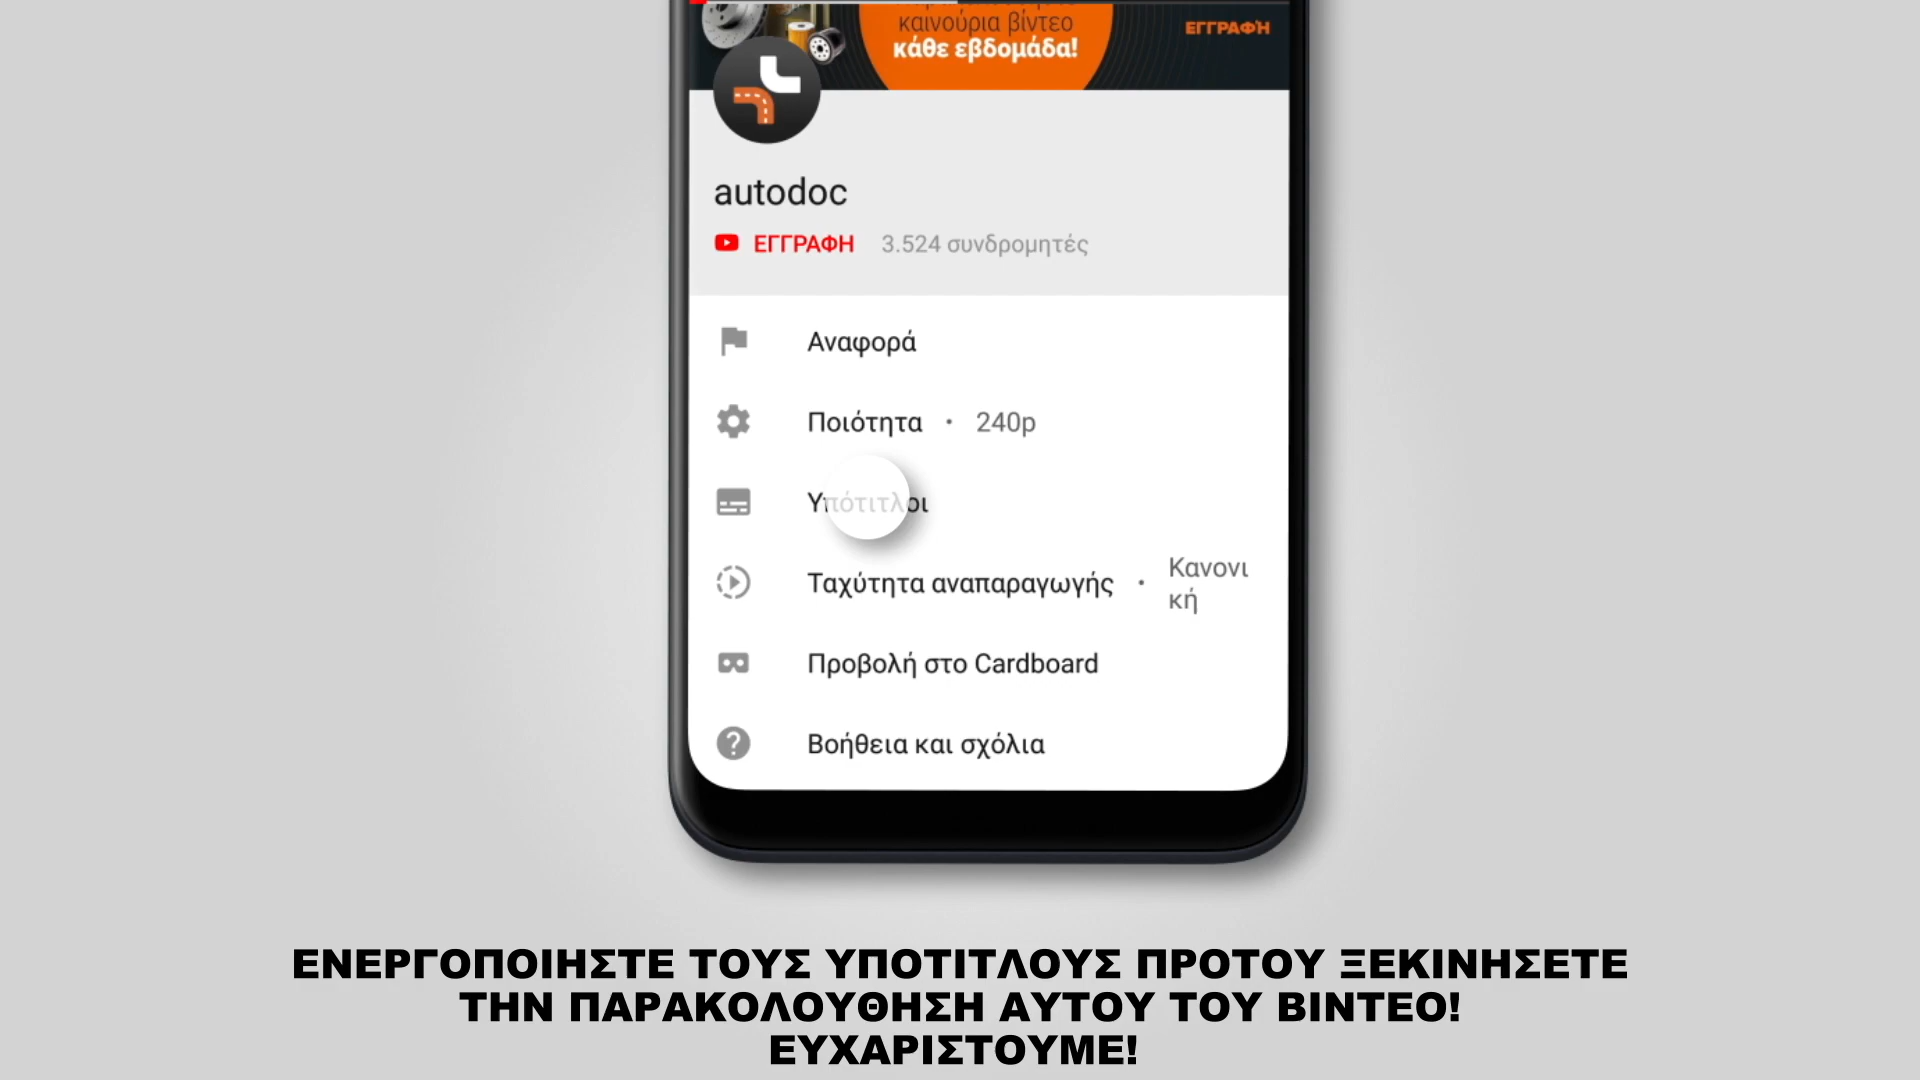 καινούρια βίντεο
κάθε εβδομάδα!
ΕΓΓΡΑΦΉ
autodoc
ΕΓΓΡΑΦΗ 3.524 συνδρομητές
Αναφορά
Ποιότητα • 240p
Υπότιτλοι
Ταχύτητα αναπαραγωγής • Κανονι
κή
Προβολή στο Cardboard
Βοήθεια και σχόλια
ΕΝΕΡΓΟΠΟΙΗΣΤΕ ΤΟΥΣ ΥΠΟΤΙΤΛΟΥΣ ΠΡΟΤΟΥ ΞΕΚΙΝΗΣΕΤΕ
ΤΗΝ ΠΑΡΑΚΟΛΟΥΘΗΣΗ ΑΥΤΟΥ ΤΟΥ ΒΙΝΤΕΟ!
ΕΥΧΑΡΙΣΤΟΥΜΕ!